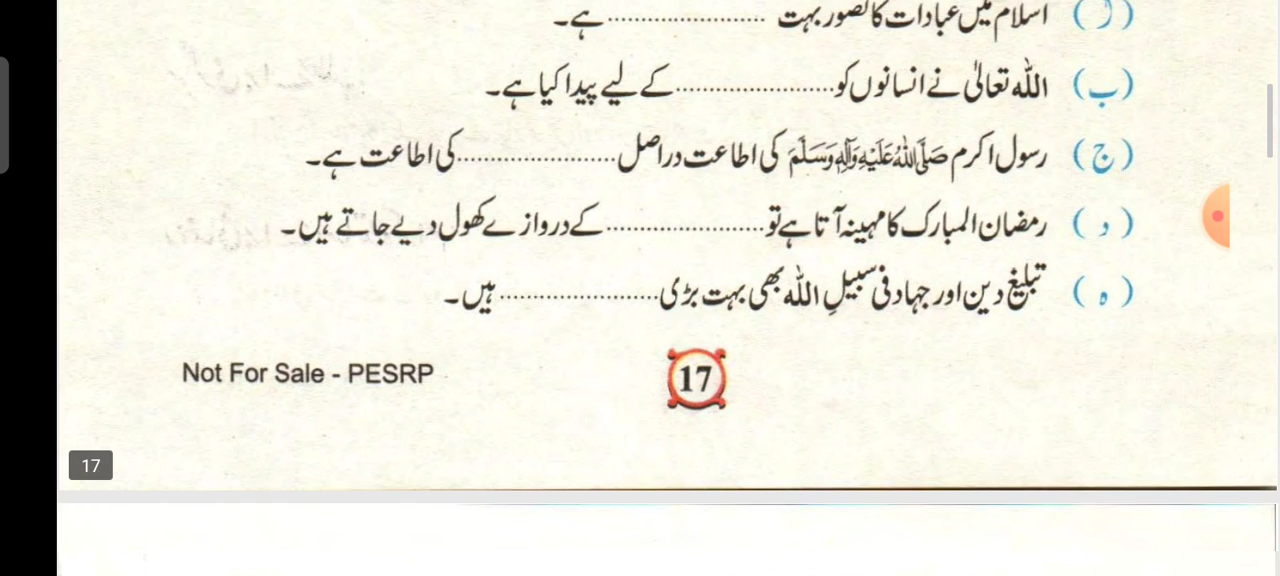 (ا) اسلام میں عبادات کا تصور بہت ...................... ہے۔
(ب) اللہ تعالیٰ نے انسانوں کو ...................... کے لیے پیدا کیا ہے۔
(ج) رسول اکرم صَلَّی اللہُ عَلَیْہِ وَآلِہٖ وَسَلَّمَ کی اطاعت دراصل ...................... کی اطاعت ہے۔
(د) رمضان المبارک کا مہینہ آتا ہے تو ...................... کے دروازے کھول دیے جاتے ہیں۔
(ہ) تبلیغِ دین اور جہاد فی سبیلِ اللہ بھی بہت بڑی ...................... ہیں۔
Not For Sale - PESRP 17
17